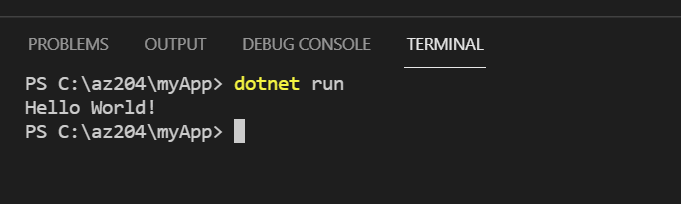 PROBLEMS OUTPUT DEBUG CONSOLE TERMINAL
PS C:\az204\myApp> dotnet run
Hello World!
PS C:\az204\myApp>